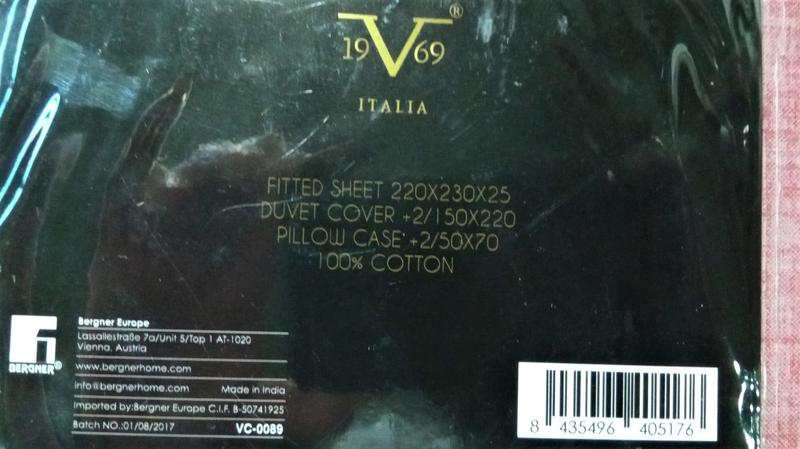 19V69®
ITALIA
FITTED SHEET 220X230X25
DUVET COVER +2/150X220
PILLOW CASE +2/50X70
100% COTTON
BERGNER®
Bergner Europe
Lassallestraße 7a/Unit 5/Top 1 AT-1020
Vienna, Austria
www.bergnerhome.com
info@bergnerhome.com Made in India
Imported by:Bergner Europe C.I.F. B-50741925
Batch NO.:01/08/2017 VC-0089
8 435496 405176